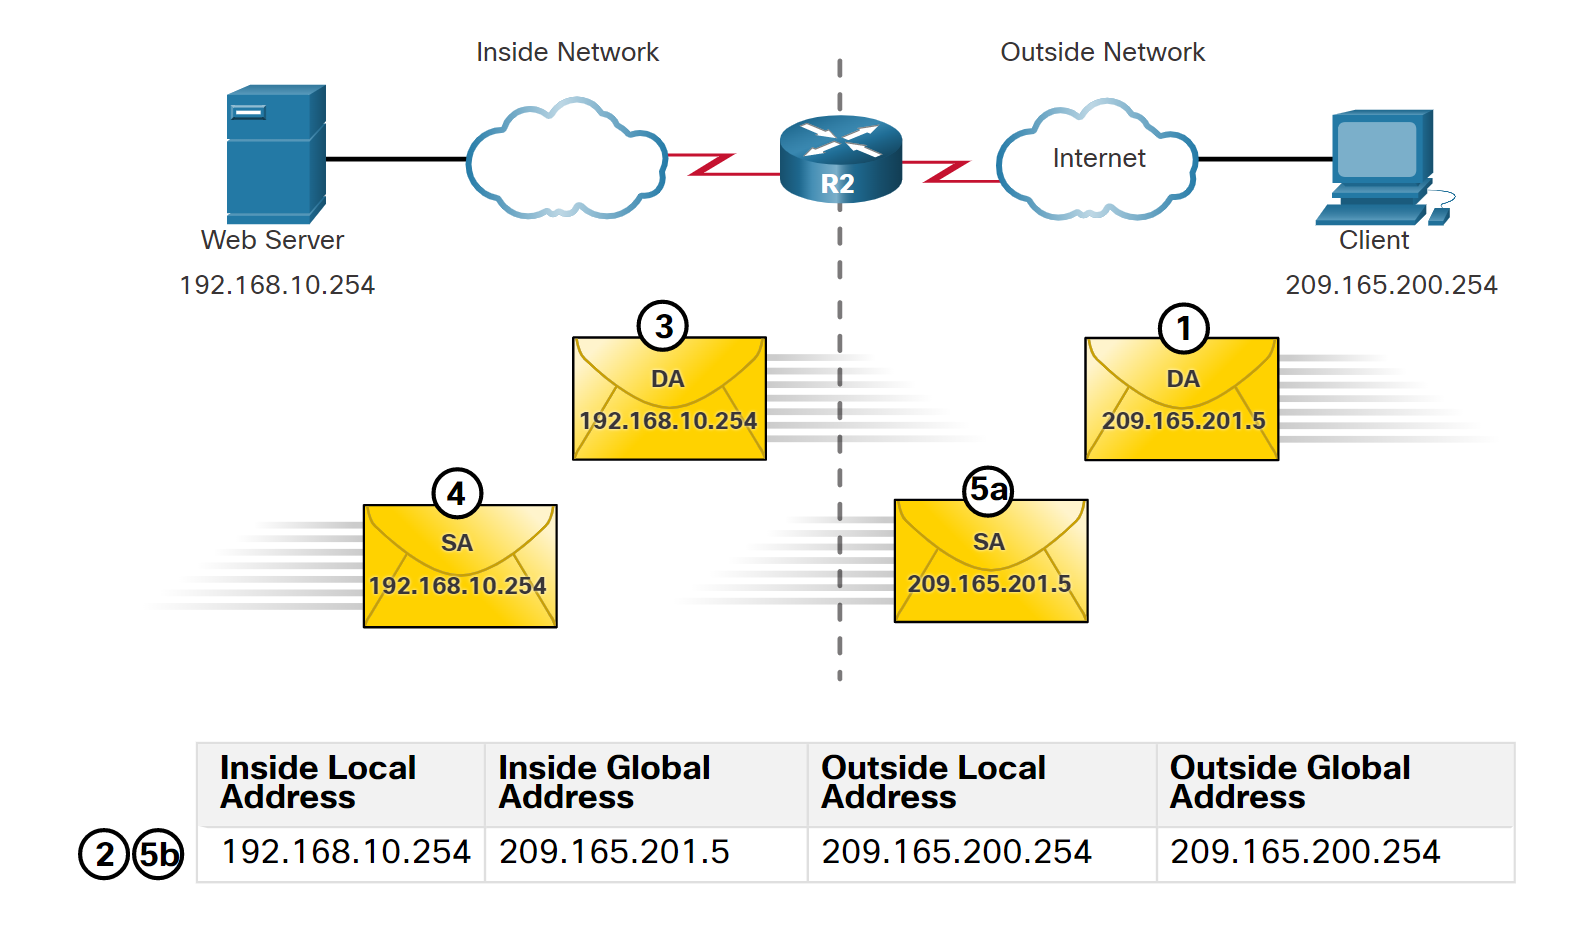 Inside Network
Outside Network
Internet
R2
Web Server
192.168.10.254
Client
209.165.200.254
3
DA
192.168.10.254
1
DA
209.165.201.5
4
SA
192.168.10.254
5a
SA
209.165.201.5
Inside Local
Address
Inside Global
Address
Outside Local
Address
Outside Global
Address
2 5b 192.168.10.254 209.165.201.5 209.165.200.254 209.165.200.254